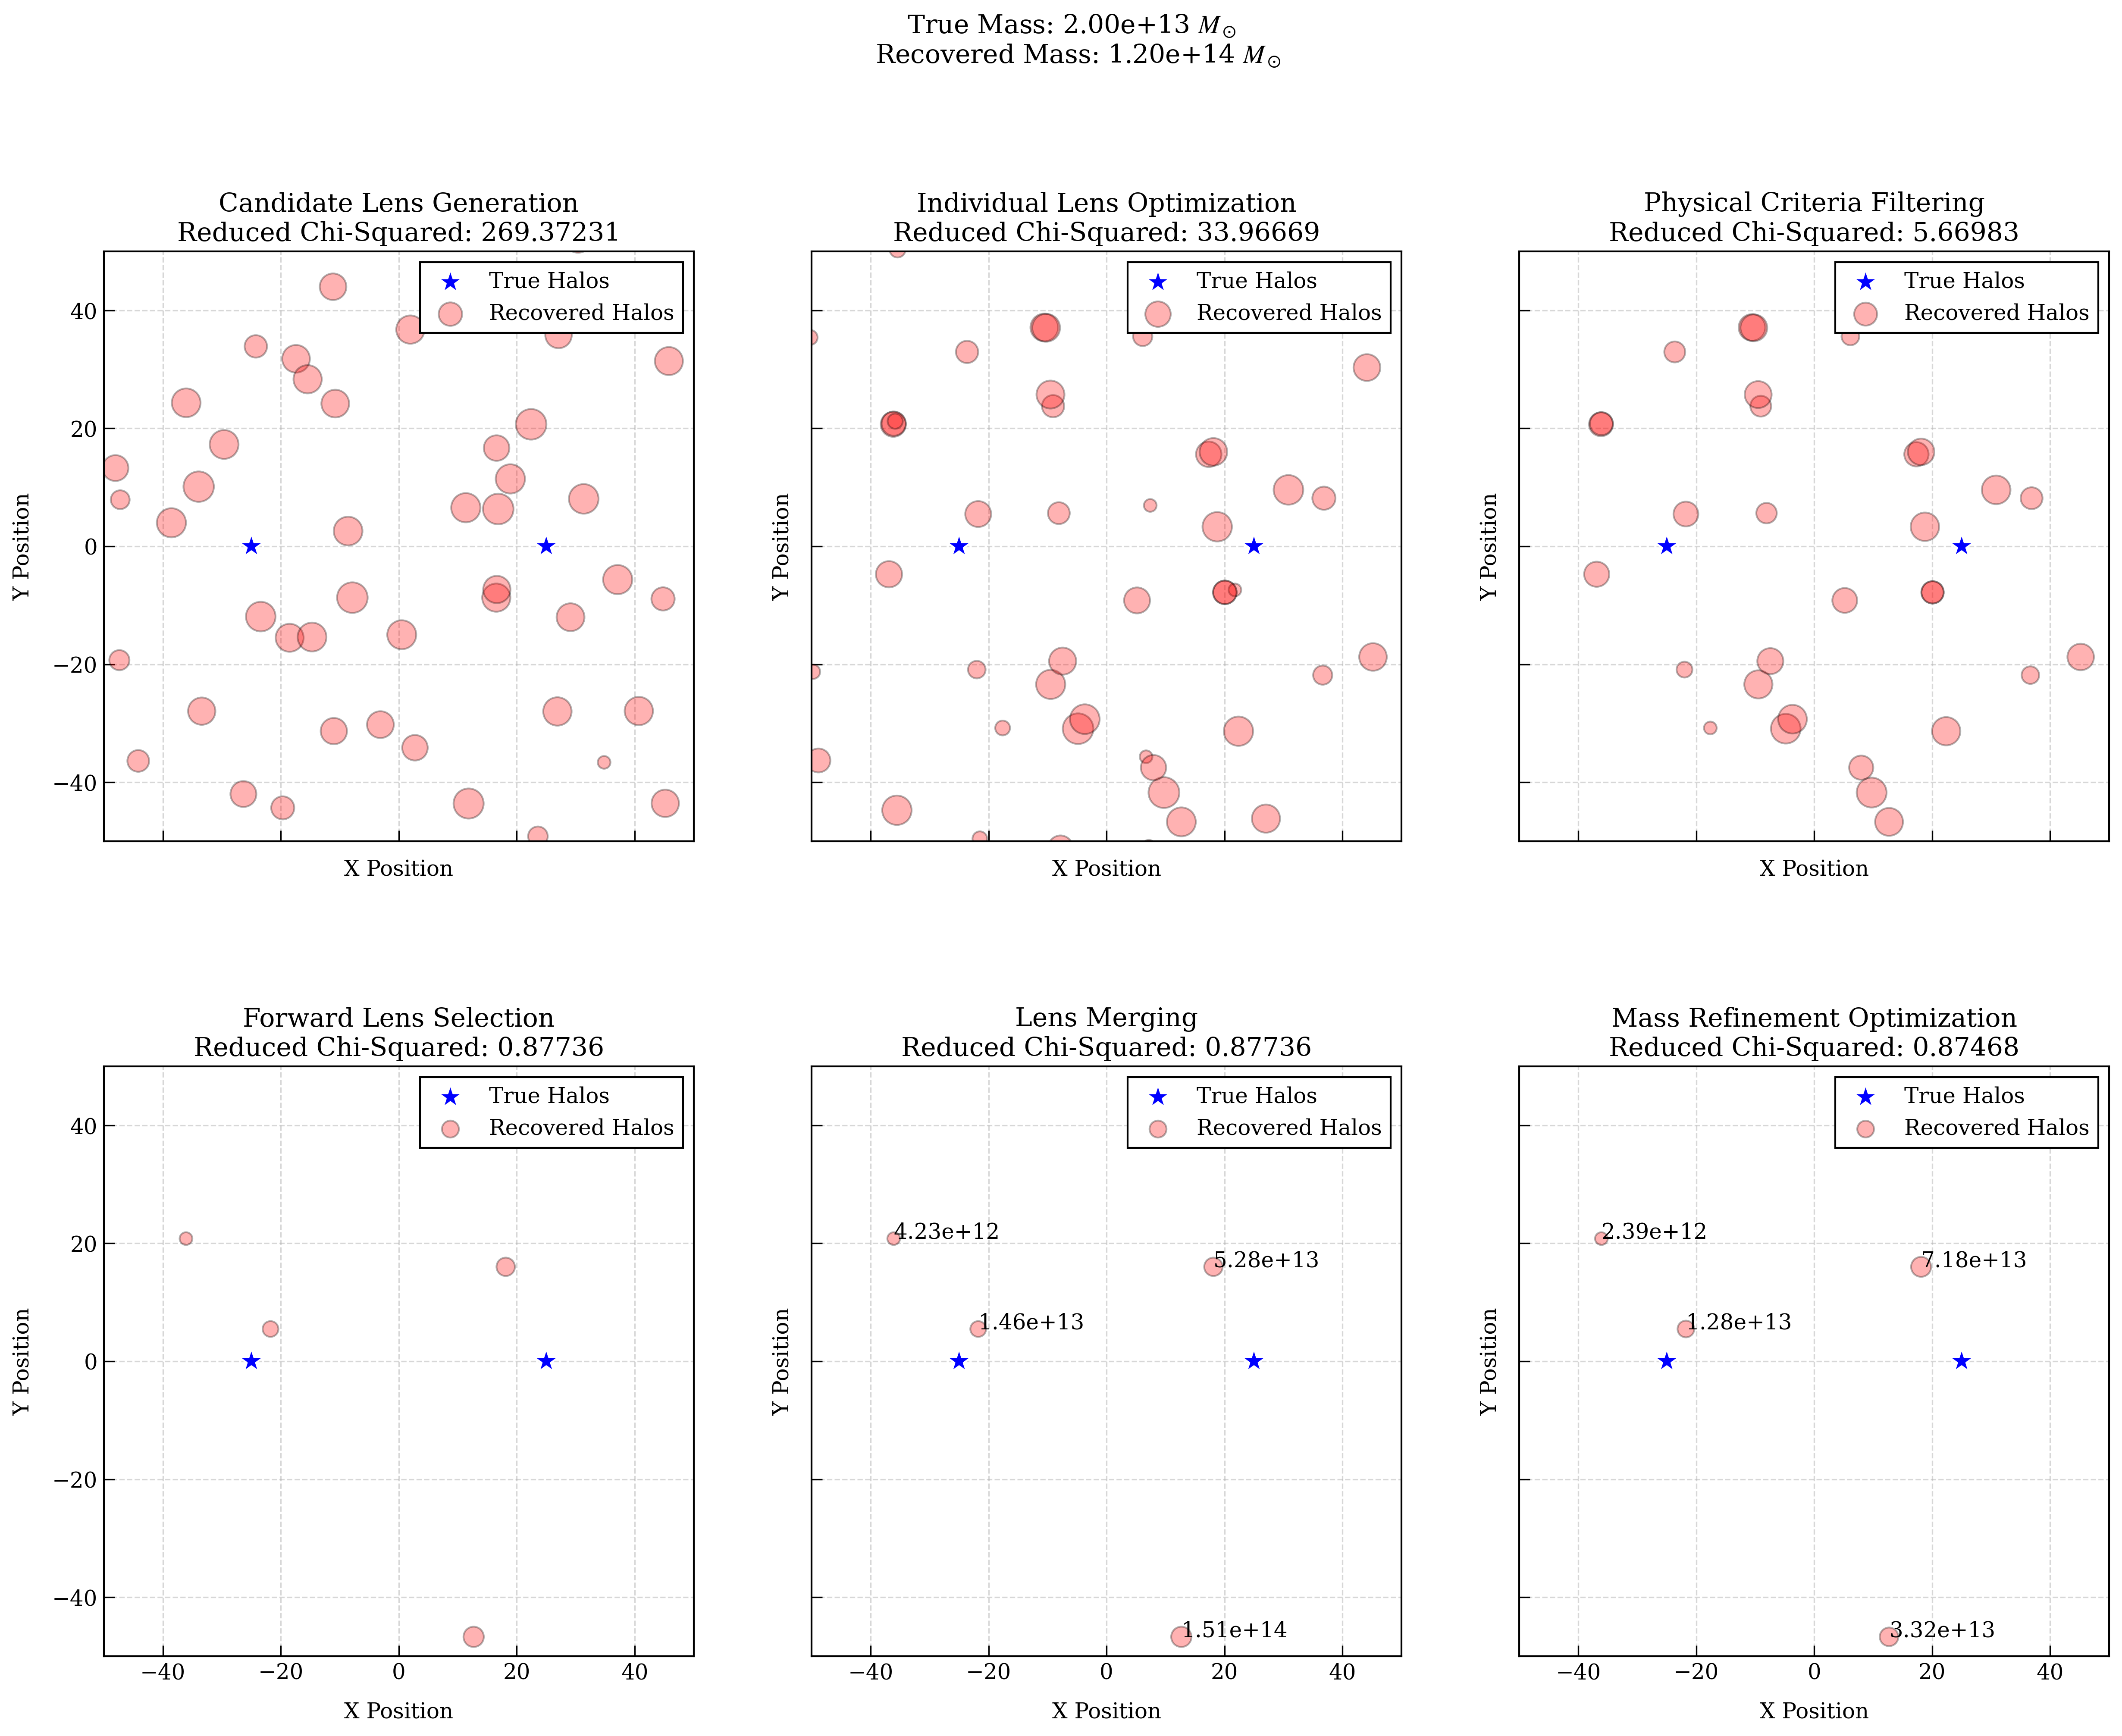 True Mass: 2.00e+13 M☉
Recovered Mass: 1.20e+14 M☉
Candidate Lens Generation
Reduced Chi-Squared: 269.37231
True Halos
Recovered Halos
40
20
0
−20
−40
Y Position
X Position
Individual Lens Optimization
Reduced Chi-Squared: 33.96669
True Halos
Recovered Halos
Y Position
X Position
Physical Criteria Filtering
Reduced Chi-Squared: 5.66983
True Halos
Recovered Halos
Y Position
X Position
Forward Lens Selection
Reduced Chi-Squared: 0.87736
True Halos
Recovered Halos
40
20
0
−20
−40
Y Position
−40 −20 0 20 40
X Position
Lens Merging
Reduced Chi-Squared: 0.87736
True Halos
Recovered Halos
4.23e+12
5.28e+13
1.46e+13
1.51e+14
Y Position
−40 −20 0 20 40
X Position
Mass Refinement Optimization
Reduced Chi-Squared: 0.87468
True Halos
Recovered Halos
2.39e+12
7.18e+13
1.28e+13
3.32e+13
Y Position
−40 −20 0 20 40
X Position